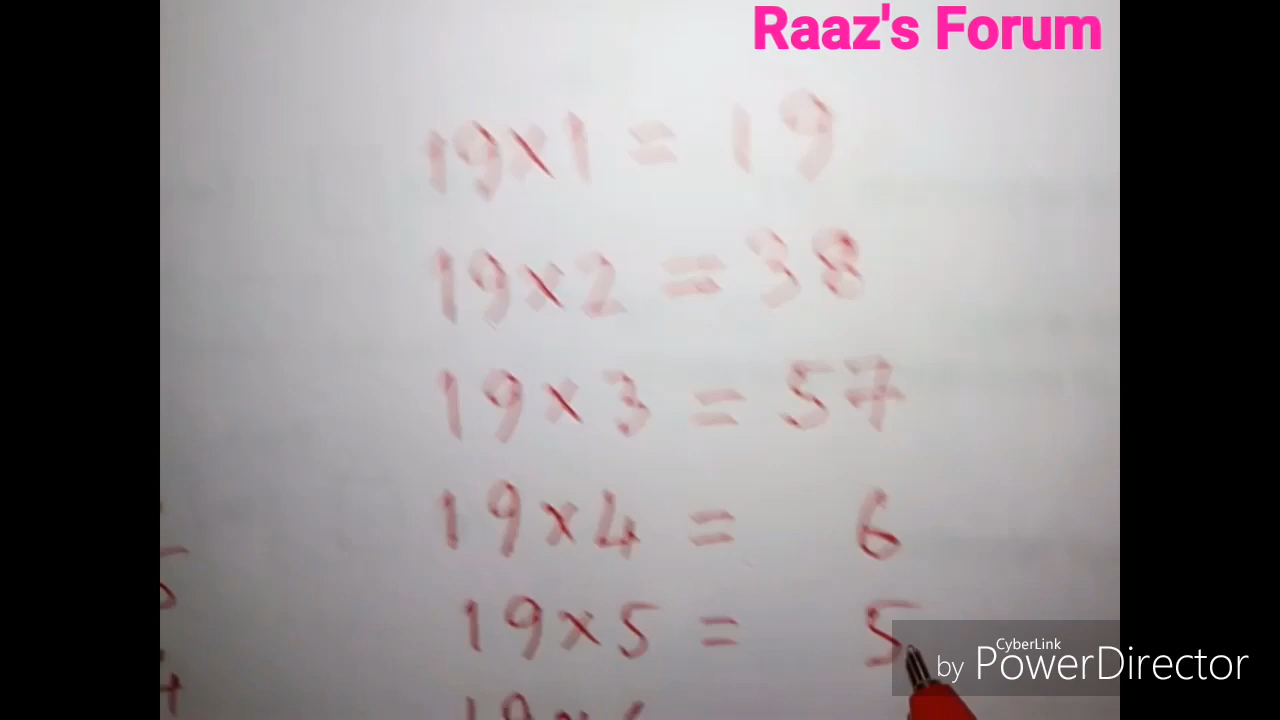 Raaz's Forum
19×1 = 19
19×2 = 38
19×3 = 57
19×4 = 6
19×5 = 5
CyberLink
by PowerDirector